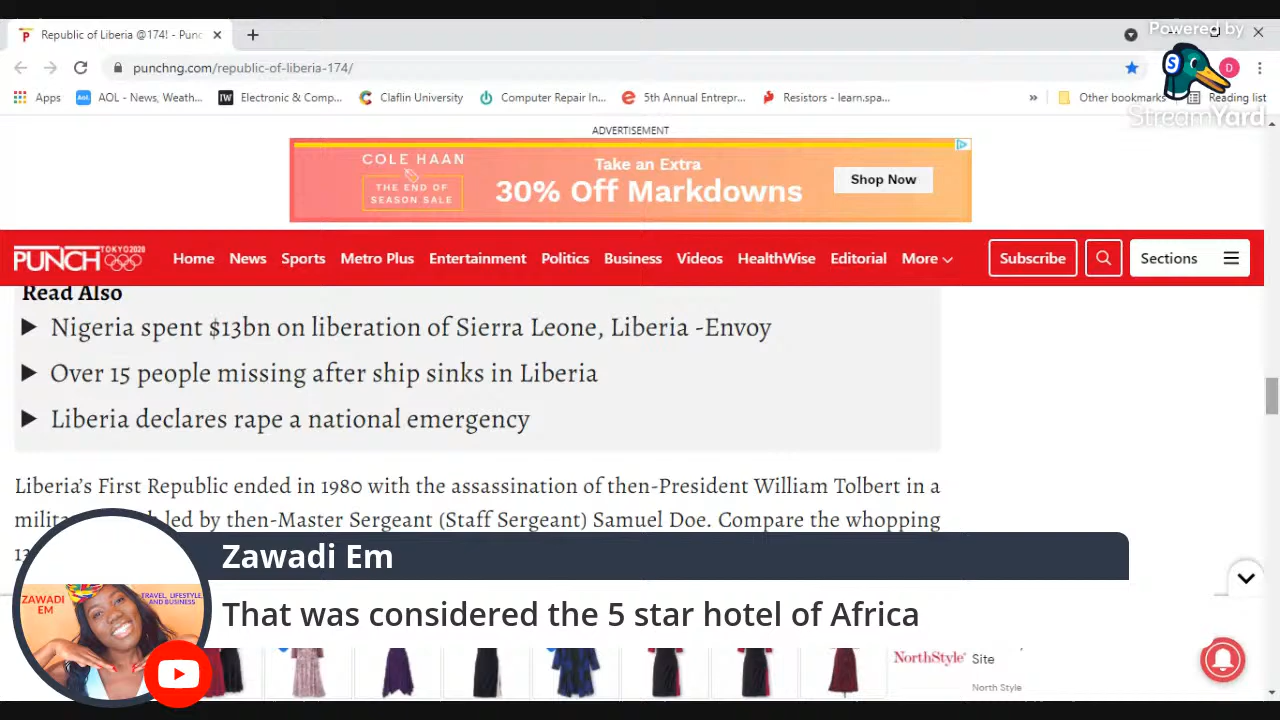 Republic of Liberia @174! - Punc
Powered by
punchng.com/republic-of-liberia-174/
D
S
Apps
Aol.
AOL - News, Weath...
IW
Electronic & Comp...
Claflin University
Computer Repair In...
5th Annual Entrepr...
Resistors - learn.spa...
»
Other bookmarks
Reading list
StreamYard
ADVERTISEMENT
COLE HAAN
THE END OF
SEASON SALE
Take an Extra
30% Off Markdowns
Shop Now
PUNCH TOKYO2020
Home News Sports Metro Plus Entertainment Politics Business Videos HealthWise Editorial More
Subscribe
Sections
Read Also
Nigeria spent $13bn on liberation of Sierra Leone, Liberia -Envoy
Over 15 people missing after ship sinks in Liberia
Liberia declares rape a national emergency
Liberia's First Republic ended in 1980 with the assassination of then-President William Tolbert in a
led by then-Master Sergeant (Staff Sergeant) Samuel Doe. Compare the whopping
Zawadi Em
That was considered the 5 star hotel of Africa
ZAWADI
EM
TRAVEL, LIFESTYLE,
AND BUSINESS
NORTHSTYLE
Site
North Style